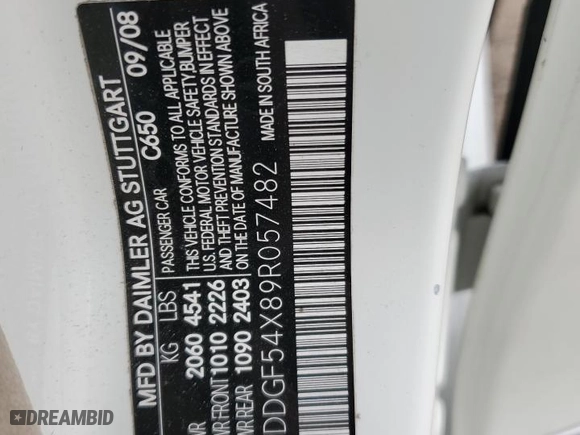 MFD BY DAIMLER AG STUTTGART
C650 09/08
KG LBS PASSENGER CAR
2060 4541
1010 2226
1090 2403
THIS VEHICLE CONFORMS TO ALL APPLICABLE
U.S. FEDERAL MOTOR VEHICLE SAFETY, BUMPER
AND THEFT PREVENTION STANDARDS IN EFFECT
ON THE DATE OF MANUFACTURE SHOWN ABOVE
MADE IN SOUTH AFRICA
DDGF54X89R057482
DREAMBID